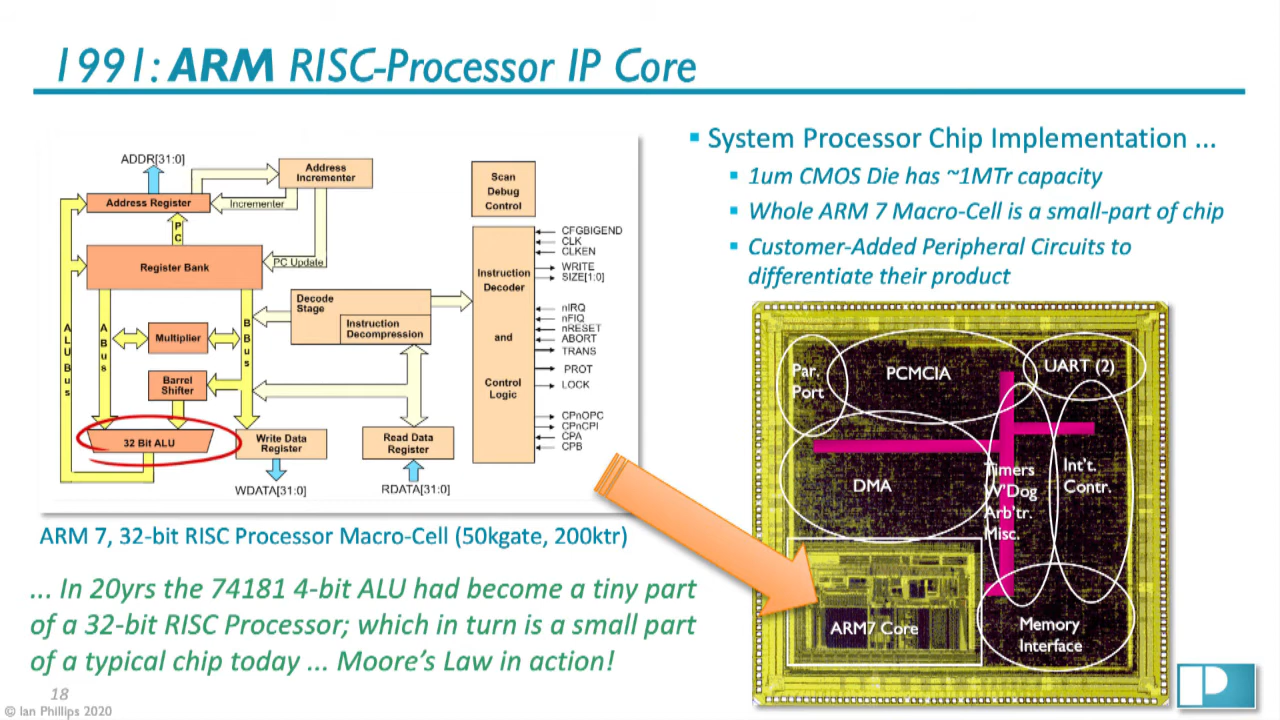 1991: ARM RISC-Processor IP Core
ADDR[31:0]
Address
Incrementer
Address Register
Incrementer
P
C
Register Bank
PC Update
Scan
Debug
Control
Instruction
Decoder
and
Control
Logic
CFGBIGEND
CLK
CLKEN
WRITE
SIZE[1:0]
nIRQ
nFIQ
nRESET
ABORT
TRANS
PROT
LOCK
CPnOPC
CPnCPI
CPA
CPB
Decode
Stage
Instruction
Decompression
A
L
U
B
u
s
A
B
u
s
B
B
u
s
Multiplier
Barrel
Shifter
32 Bit ALU
Write Data
Register
Read Data
Register
WDATA[31:0]
RDATA[31:0]
ARM 7, 32-bit RISC Processor Macro-Cell (50kgate, 200ktr)
... In 20yrs the 74181 4-bit ALU had become a tiny part
of a 32-bit RISC Processor; which in turn is a small part
of a typical chip today ... Moore's Law in action!
System Processor Chip Implementation ...
1um CMOS Die has ~1MTr capacity
Whole ARM 7 Macro-Cell is a small-part of chip
Customer-Added Peripheral Circuits to
differentiate their product
Par.
Port
PCMCIA
UART (2)
DMA
Timers
W'Dog
Arb'tr.
Misc.
Int't.
Contr.
ARM7 Core
Memory
Interface
18
© Ian Phillips 2020
P